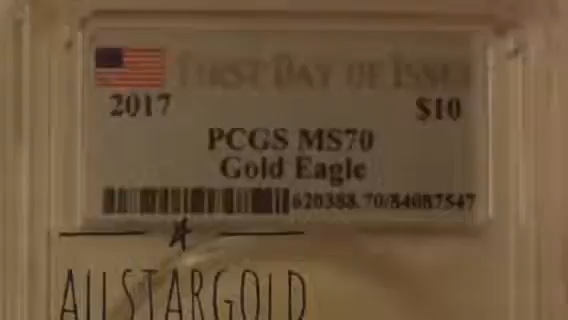 FIRST DAY OF ISSUE
2017 $10
PCGS MS70
Gold Eagle
620388.70/84087547
ALLSTARGOLD